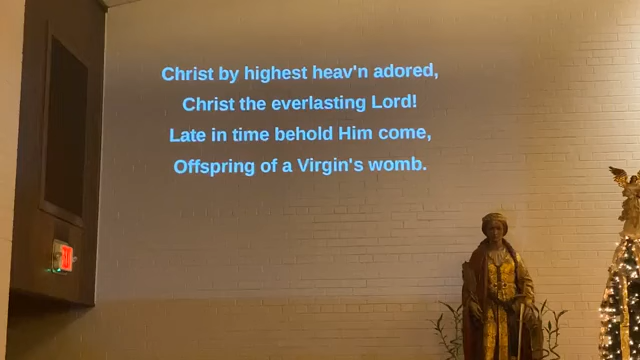 Christ by highest heav'n adored,
Christ the everlasting Lord!
Late in time behold Him come,
Offspring of a Virgin's womb.